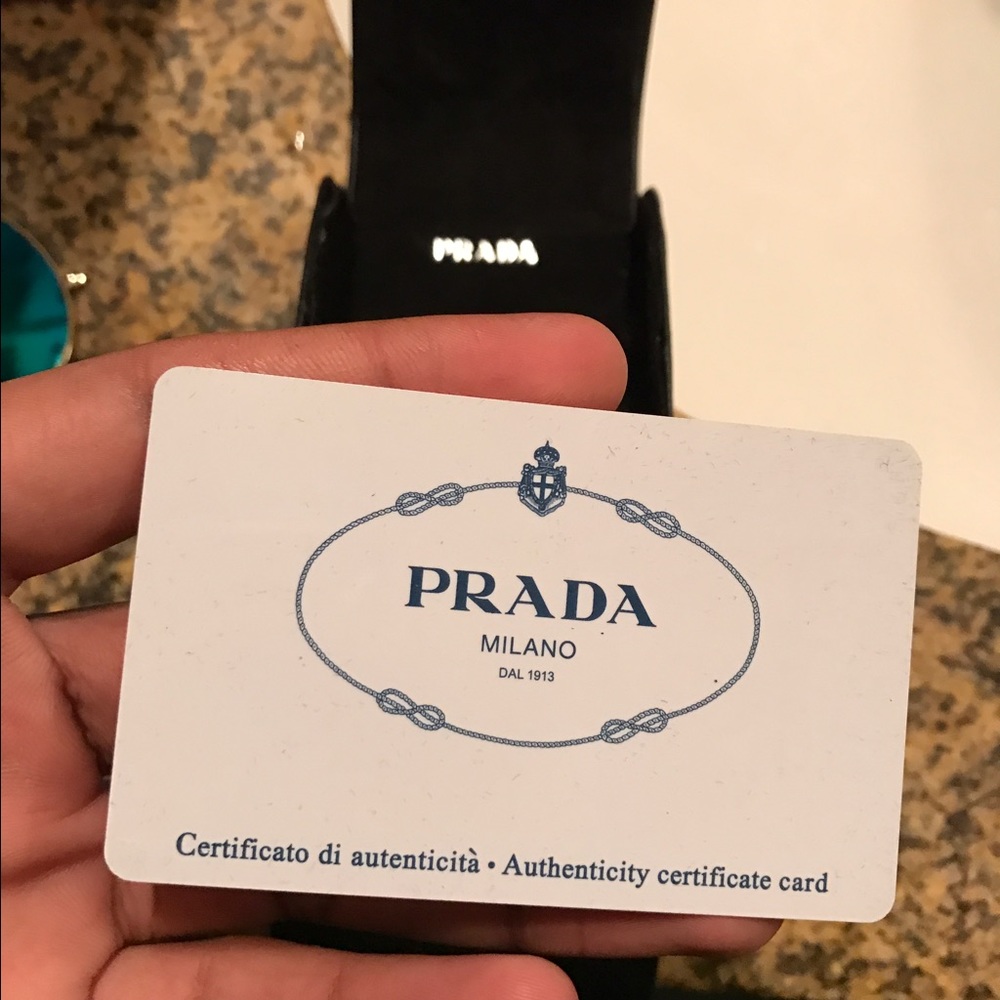 PRADA
PRADA
MILANO
DAL 1913
Certificato di autenticità • Authenticity certificate card